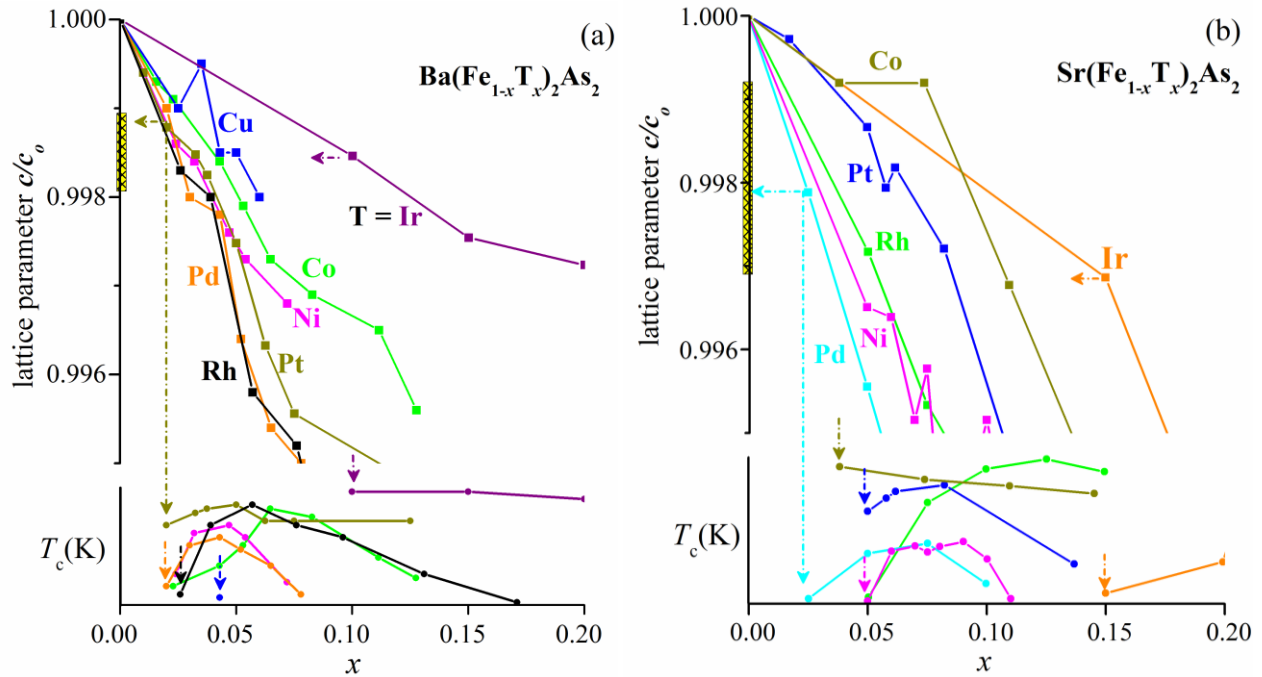 (a)
Ba(Fe1-xTx)2As2
lattice parameter c/co
1.000
0.998
0.996
Cu
T = Ir
Co
Pd
Ni
Pt
Rh
Tc(K)
0.00 0.05 0.10 0.15 0.20
x
(b)
Sr(Fe1-xTx)2As2
lattice parameter c/co
1.000
0.998
0.996
Co
Pt
Rh
Ir
Ni
Pd
Tc(K)
0.00 0.05 0.10 0.15 0.20
x